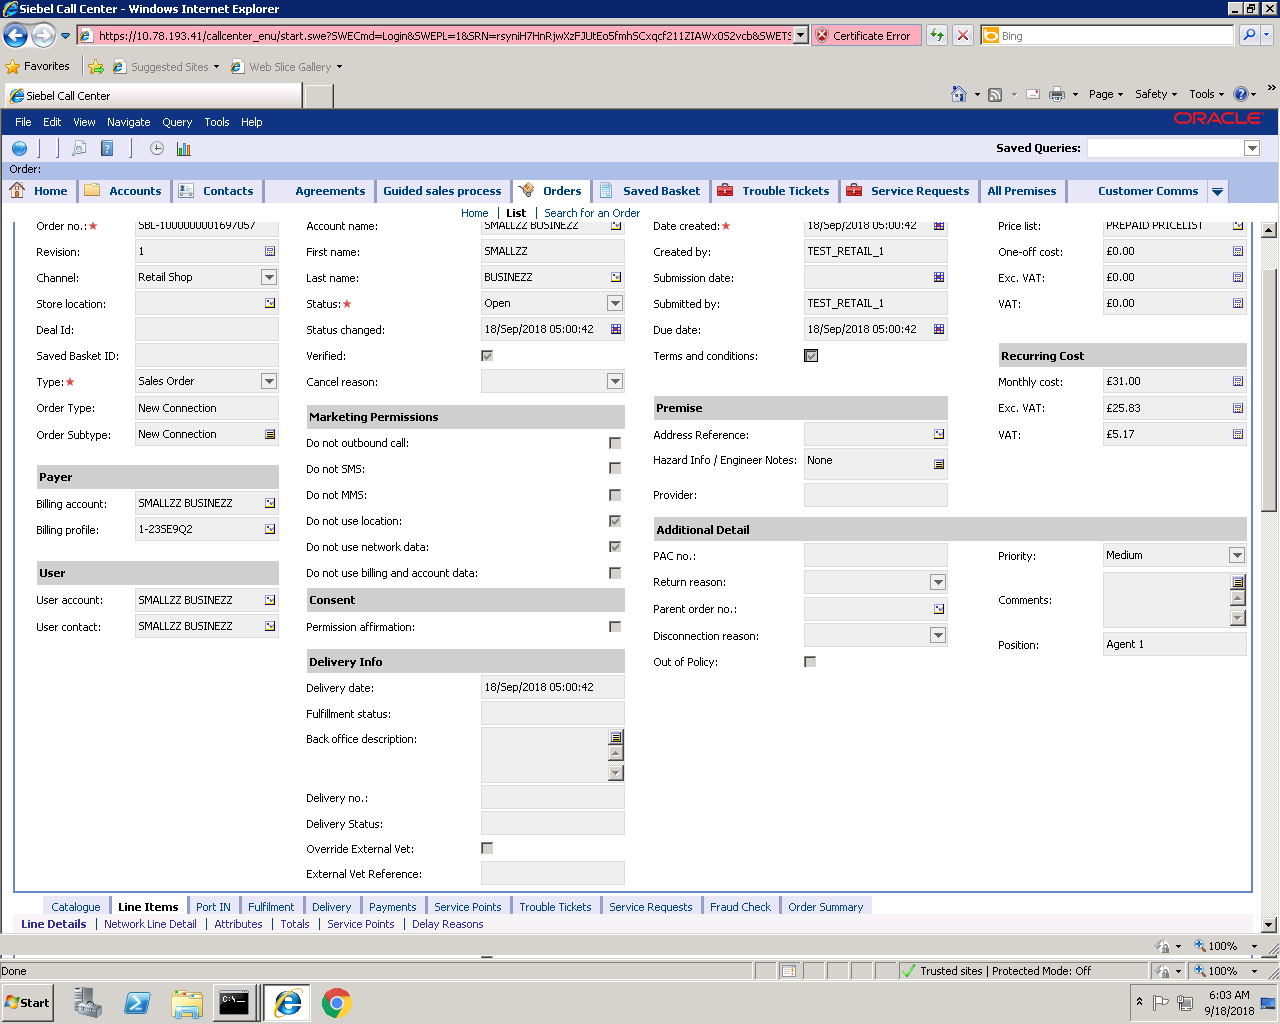 Siebel Call Center - Windows Internet Explorer
https://10.78.193.41/callcenter_enu/start.swe?SWECmd=Login&SWEPL=1&SRN=rsyniH7HnRjwXzFJUtEo5fmhSCxqcf211ZIAWx0S2vcb&SWETS
Certificate Error
Bing
Favorites
Suggested Sites
Web Slice Gallery
Siebel Call Center
Page
Safety
Tools
File Edit View Navigate Query Tools Help
ORACLE
Saved Queries:
Order:
Home Accounts Contacts Agreements Guided sales process Orders Saved Basket Trouble Tickets Service Requests All Premises Customer Comms
Home | List | Search for an Order
Order no.:★ SBL-1000000001697057
Revision: 1
Channel: Retail Shop
Store location:
Deal Id:
Saved Basket ID:
Type:★ Sales Order
Order Type: New Connection
Order Subtype: New Connection
Payer
Billing account: SMALLZZ BUSINEZZ
Billing profile: 1-23SE9Q2
User
User account: SMALLZZ BUSINEZZ
User contact: SMALLZZ BUSINEZZ
Account name: SMALLZZ BUSINEZZ
First name: SMALLZZ
Last name: BUSINEZZ
Status:★ Open
Status changed: 18/Sep/2018 05:00:42
Verified:
Cancel reason:
Marketing Permissions
Do not outbound call:
Do not SMS:
Do not MMS:
Do not use location:
Do not use network data:
Do not use billing and account data:
Consent
Permission affirmation:
Delivery Info
Delivery date: 18/Sep/2018 05:00:42
Fulfillment status:
Back office description:
Delivery no.:
Delivery Status:
Override External Vet:
External Vet Reference:
Date created:★ 18/Sep/2018 05:00:42
Created by: TEST_RETAIL_1
Submission date:
Submitted by: TEST_RETAIL_1
Due date: 18/Sep/2018 05:00:42
Terms and conditions:
Premise
Address Reference:
Hazard Info / Engineer Notes: None
Provider:
Additional Detail
PAC no.:
Return reason:
Parent order no.:
Disconnection reason:
Out of Policy:
Price list: PREPAID PRICELIST
One-off cost: £0.00
Exc. VAT: £0.00
VAT: £0.00
Recurring Cost
Monthly cost: £31.00
Exc. VAT: £25.83
VAT: £5.17
Priority: Medium
Comments:
Position: Agent 1
Catalogue Line Items Port IN Fulfilment Delivery Payments Service Points Trouble Tickets Service Requests Fraud Check Order Summary
Line Details | Network Line Detail | Attributes | Totals | Service Points | Delay Reasons
100%
Done
Trusted sites | Protected Mode: Off
100%
Start
6:03 AM
9/18/2018